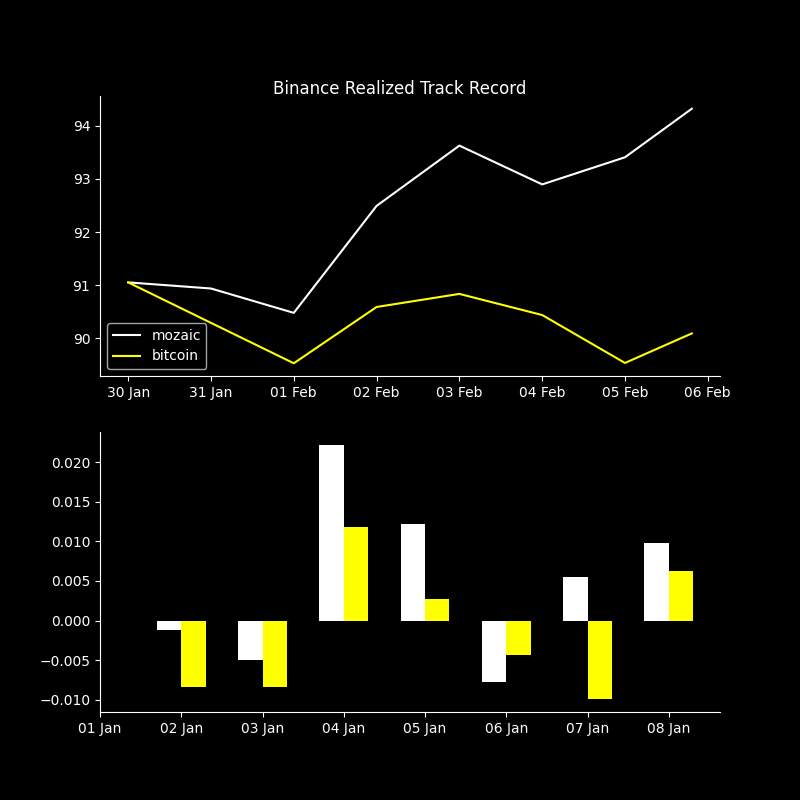 Binance Realized Track Record
94
93
92
91
90
mozaic
bitcoin
30 Jan 31 Jan 01 Feb 02 Feb 03 Feb 04 Feb 05 Feb 06 Feb
0.020
0.015
0.010
0.005
0.000
−0.005
−0.010
01 Jan 02 Jan 03 Jan 04 Jan 05 Jan 06 Jan 07 Jan 08 Jan